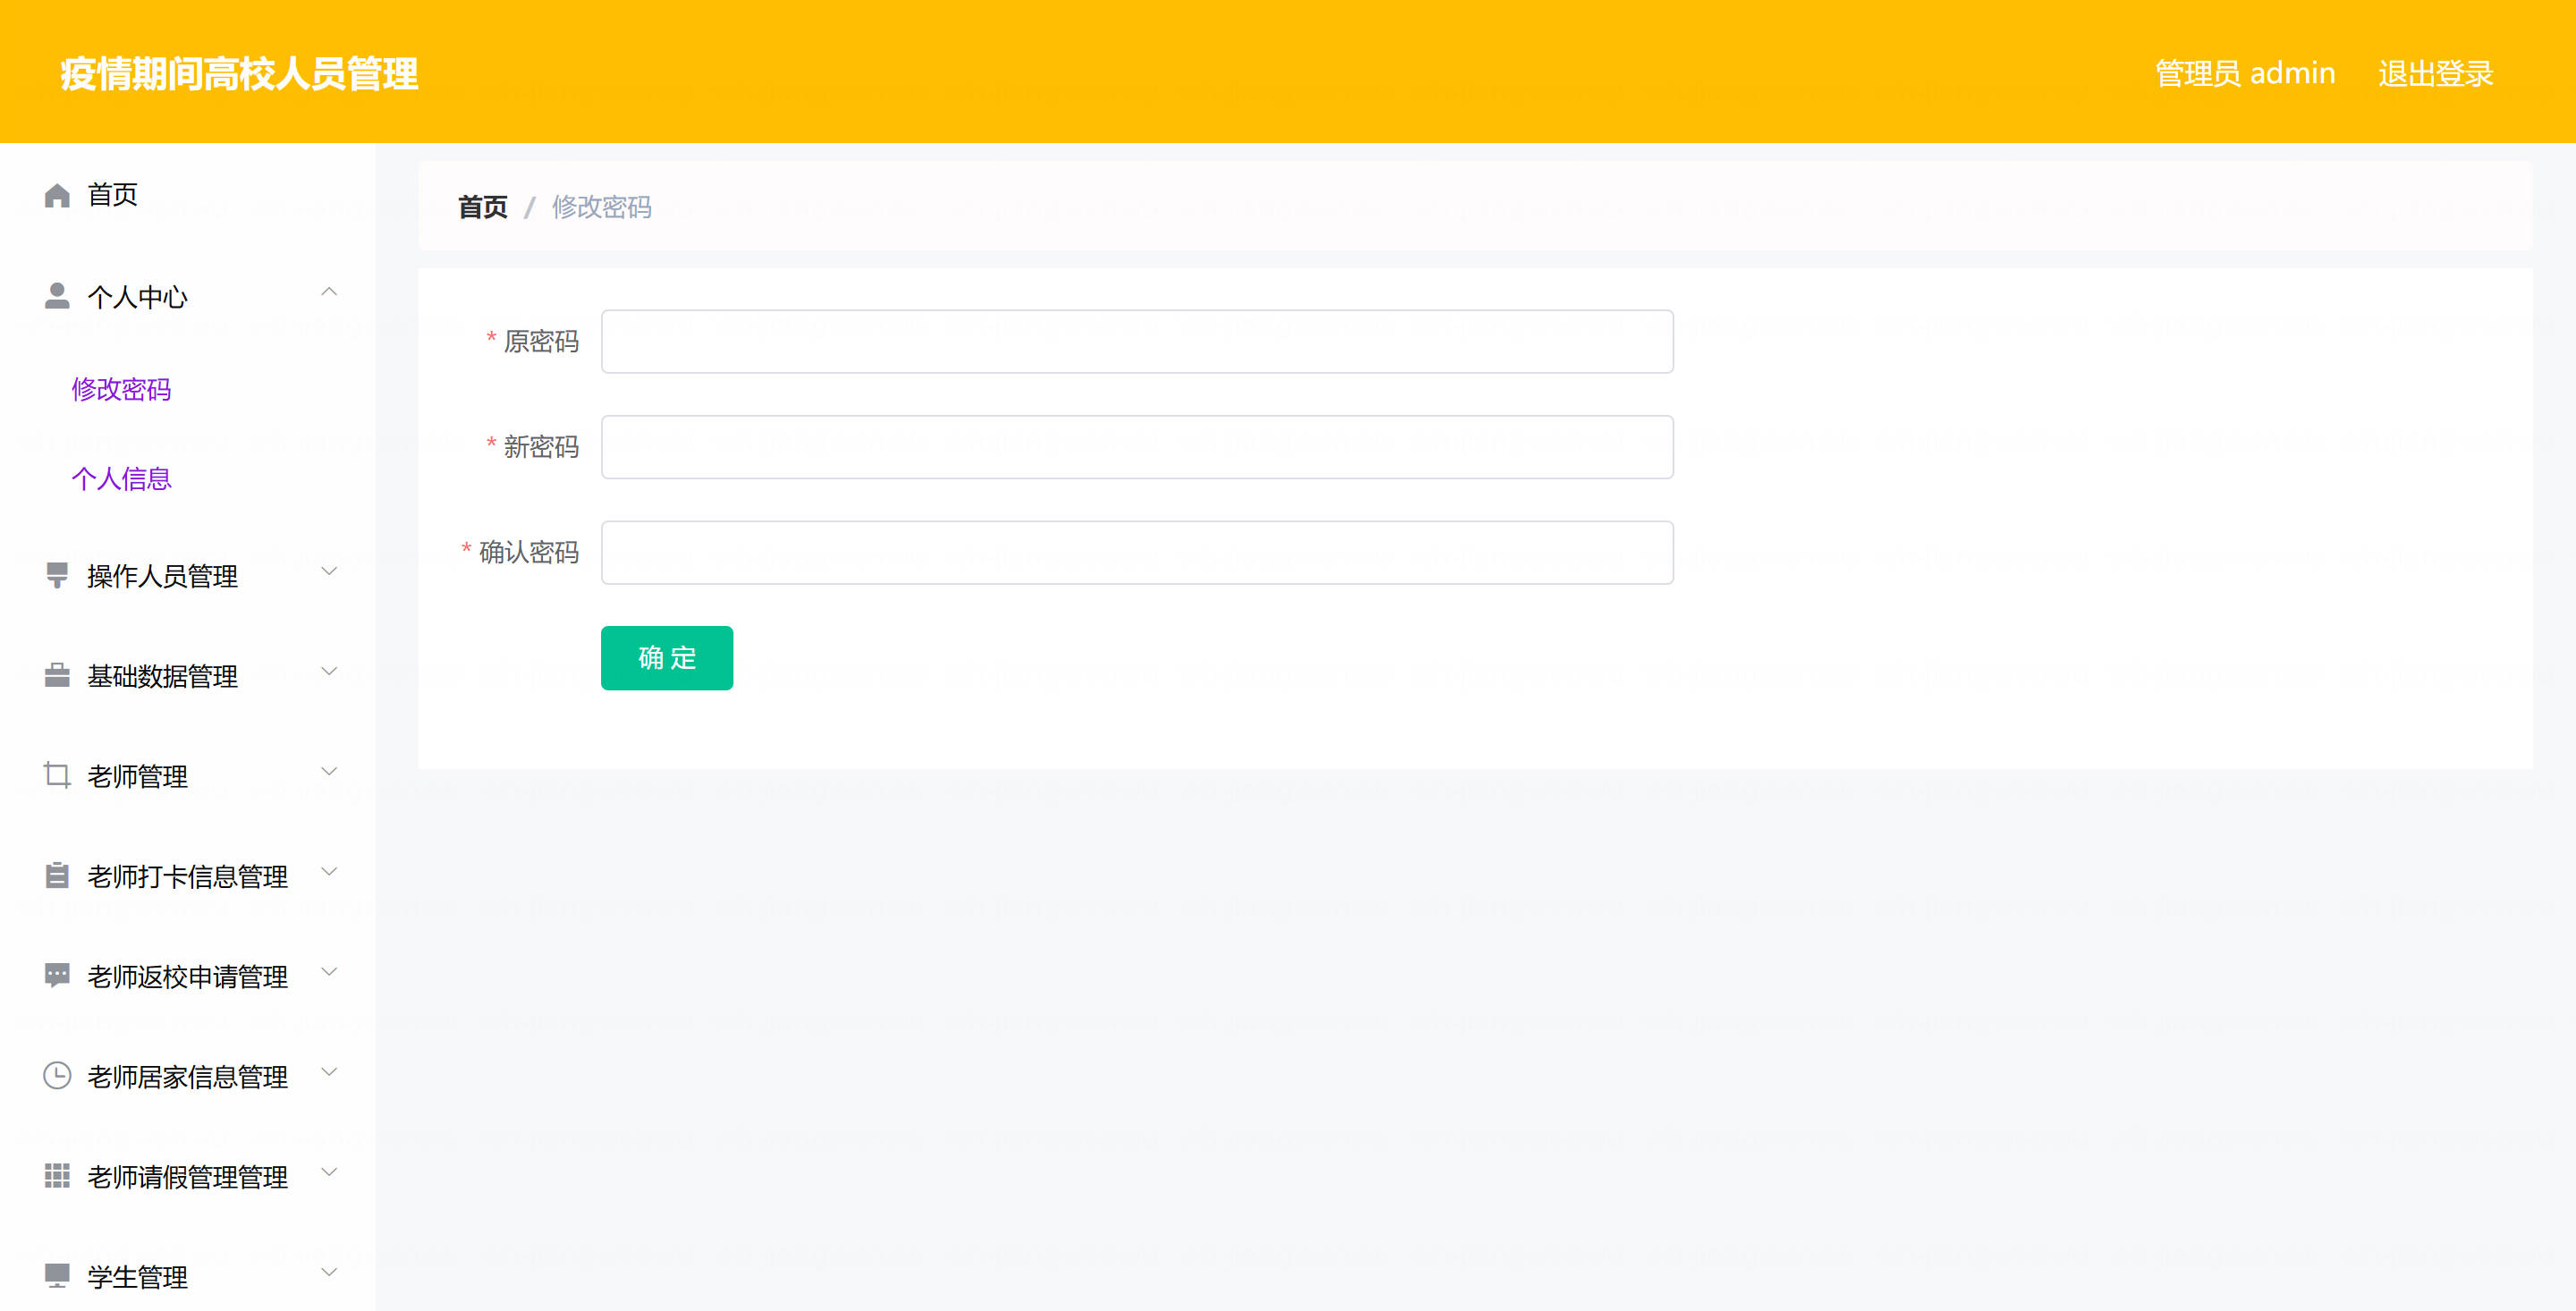 疫情期间高校人员管理
管理员 admin
退出登录
首页
个人中心
修改密码
个人信息
操作人员管理
基础数据管理
老师管理
老师打卡信息管理
老师返校申请管理
老师居家信息管理
老师请假管理管理
学生管理
首页 / 修改密码
* 原密码
* 新密码
* 确认密码
确 定